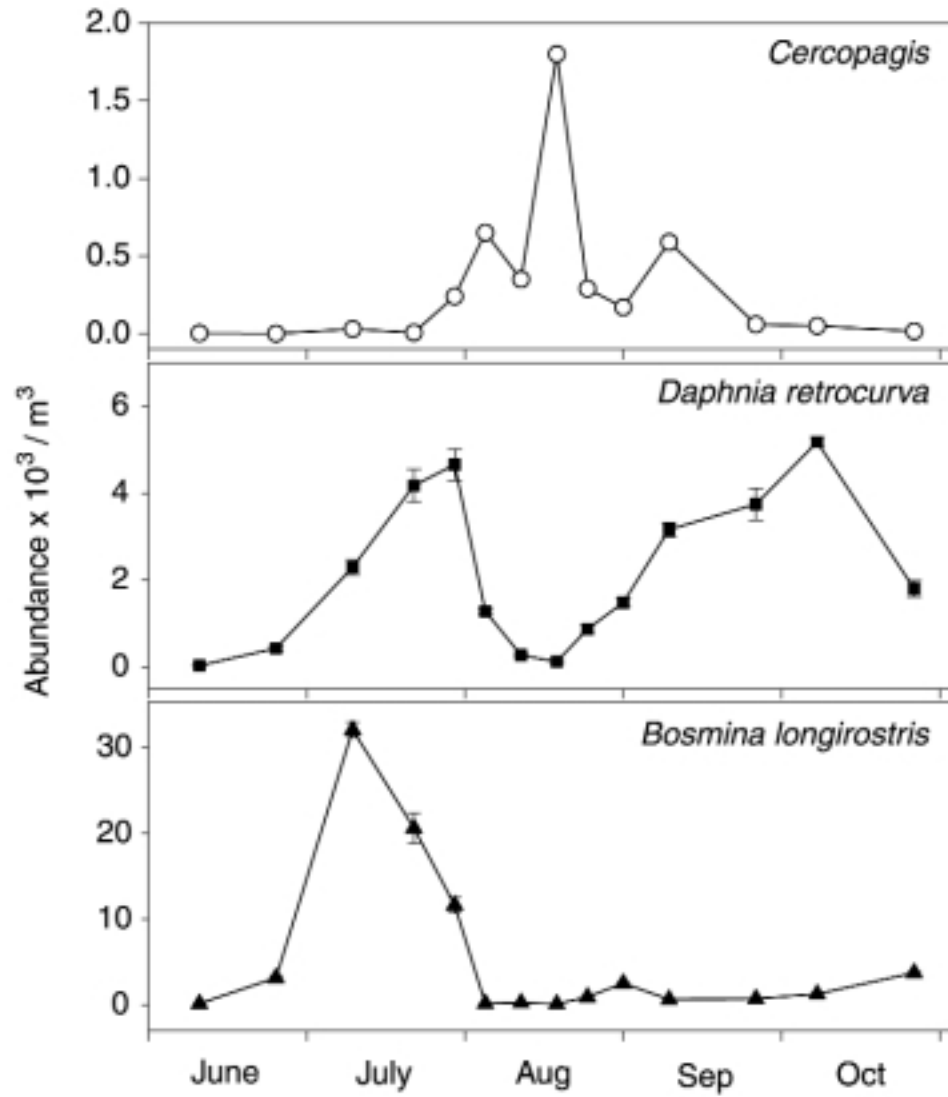 2.0
Cercopagis
1.5
1.0
0.5
0.0
Abundance x 10³ / m³
Daphnia retrocurva
6
4
2
0
Bosmina longirostris
30
20
10
0
June July Aug Sep Oct